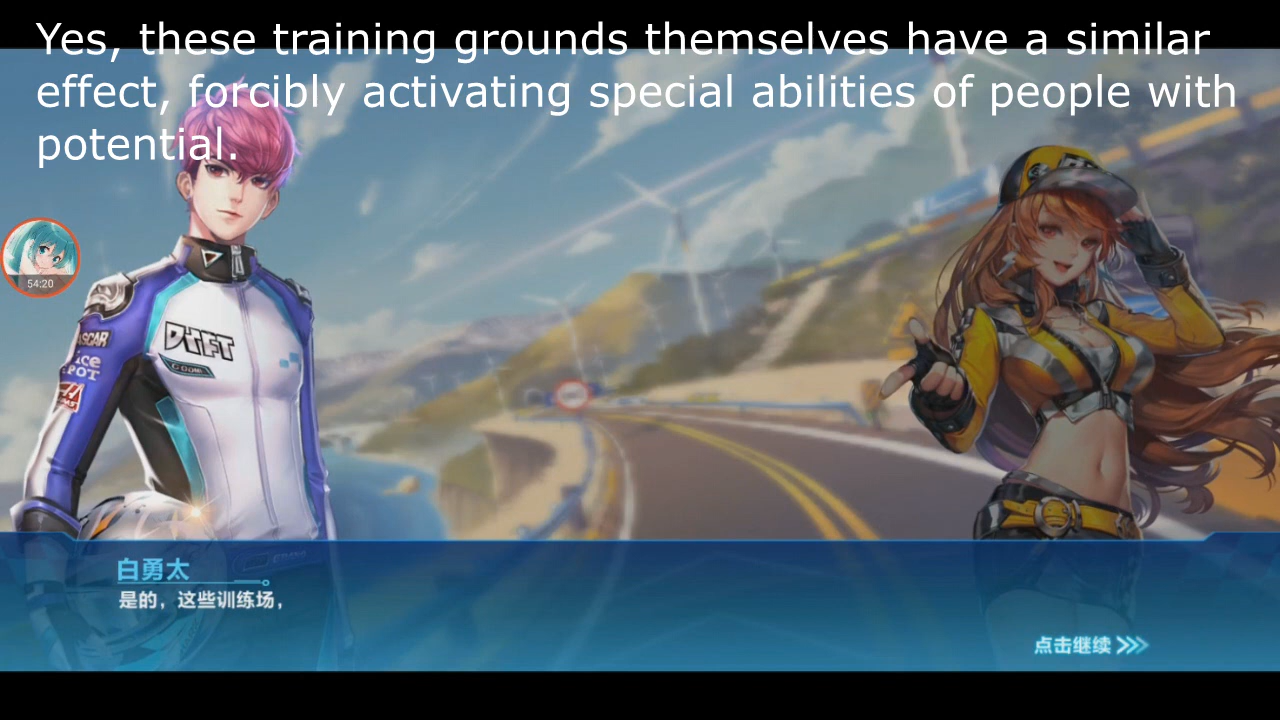 Yes, these training grounds themselves have a similar
effect, forcibly activating special abilities of people with
potential.
54:20
DTFT
白勇太
是的，这些训练场，
点击继续